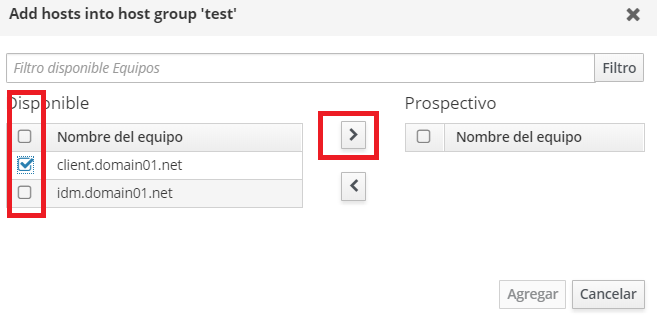 Add hosts into host group 'test'
Filtro disponible Equipos
Filtro
Disponible
Prospectivo
Nombre del equipo
Nombre del equipo
client.domain01.net
idm.domain01.net
Agregar
Cancelar